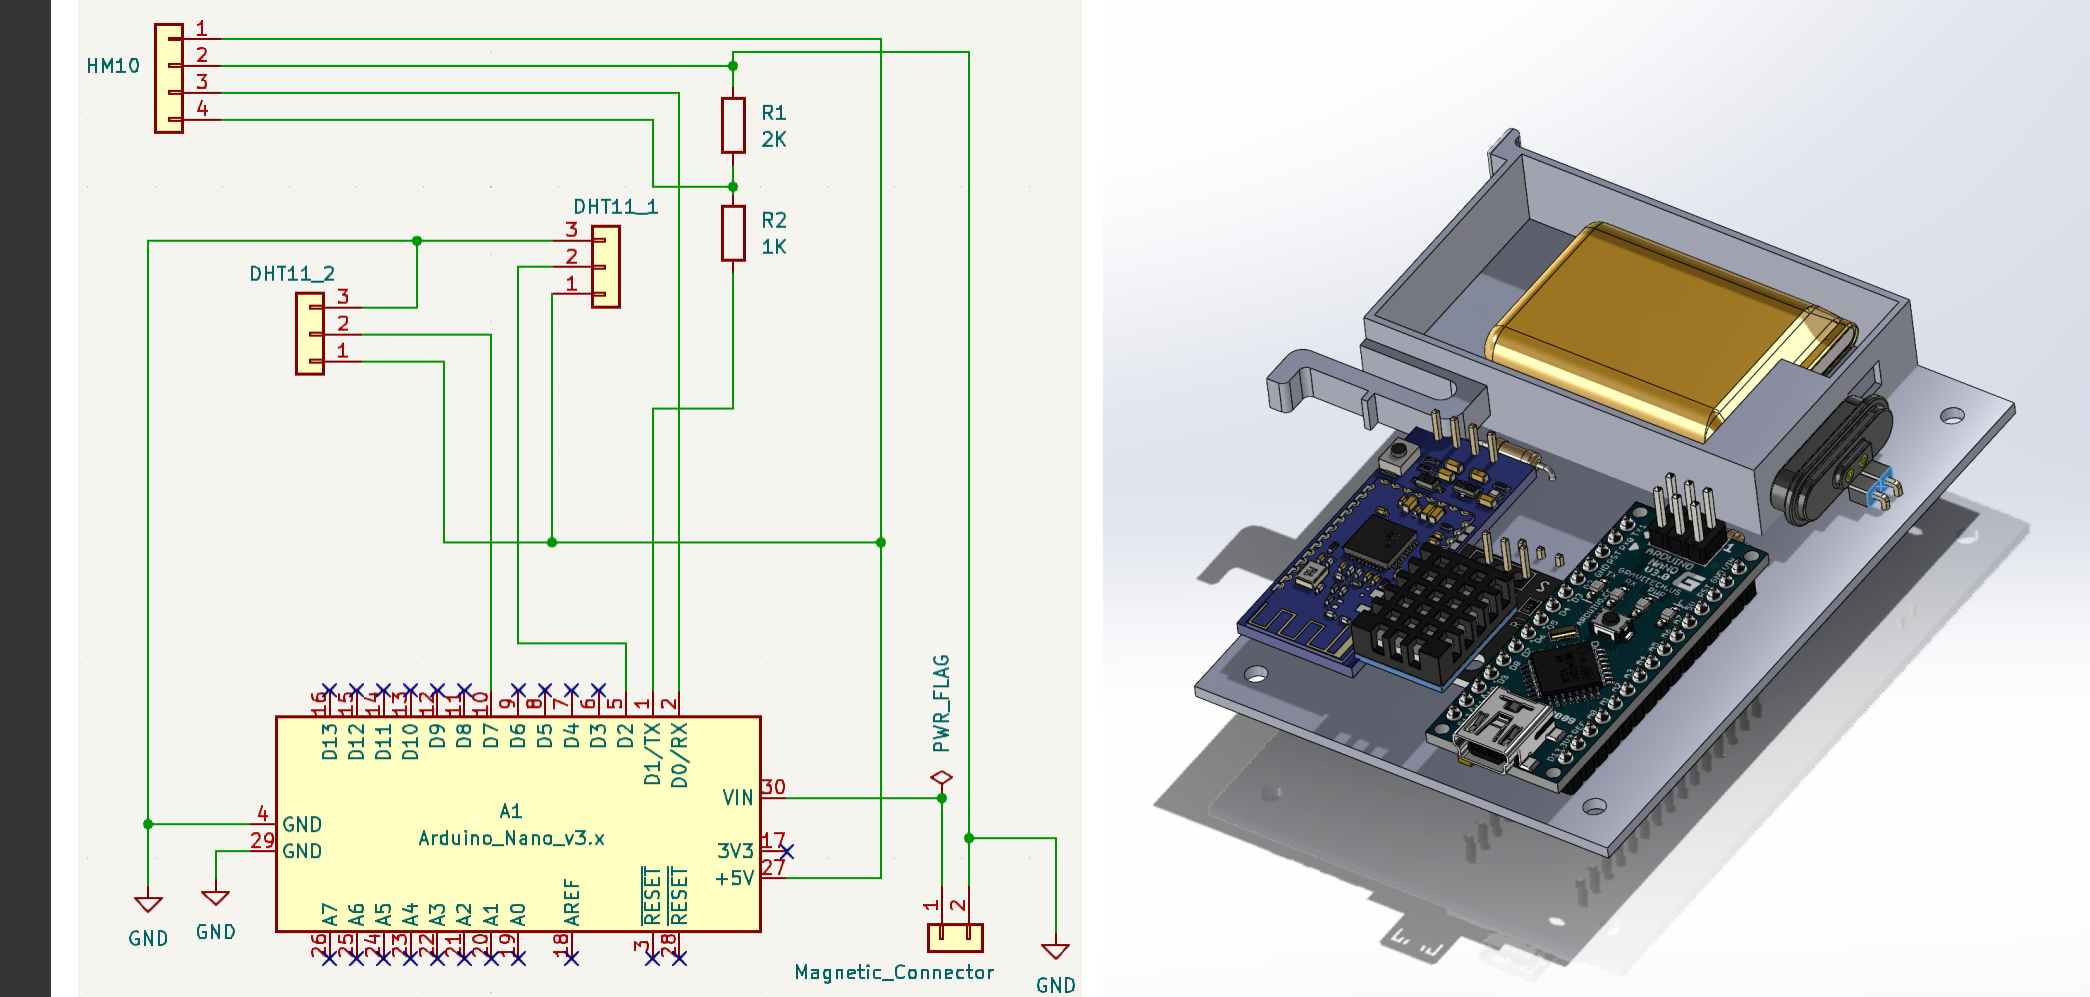 HM10
1
2
3
4
R1
2K
R2
1K
DHT11_1
3
2
1
DHT11_2
3
2
1
16
15
14
13
12
11
10
9
8
7
6
5
1
2
D13
D12
D11
D10
D9
D8
D7
D6
D5
D4
D3
D2
D1/TX
D0/RX
A1
Arduino_Nano_v3.x
4
GND
29
GND
VIN
30
3V3
17
+5V
27
A7
A6
A5
A4
A3
A2
A1
A0
AREF
RESET
RESET
26
25
24
23
22
21
20
19
18
3
28
GND
GND
PWR_FLAG
1
2
Magnetic_Connector
GND
ARDUINO
NANO
V3.0
GRAVITECH.US
G
1